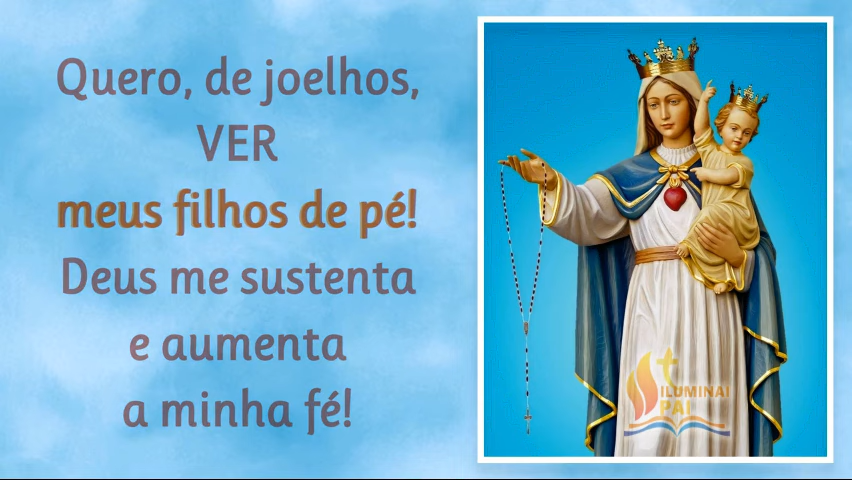 Quero, de joelhos,
VER
meus filhos de pé!
Deus me sustenta
e aumenta
a minha fé!
ILUMINAI
PAI